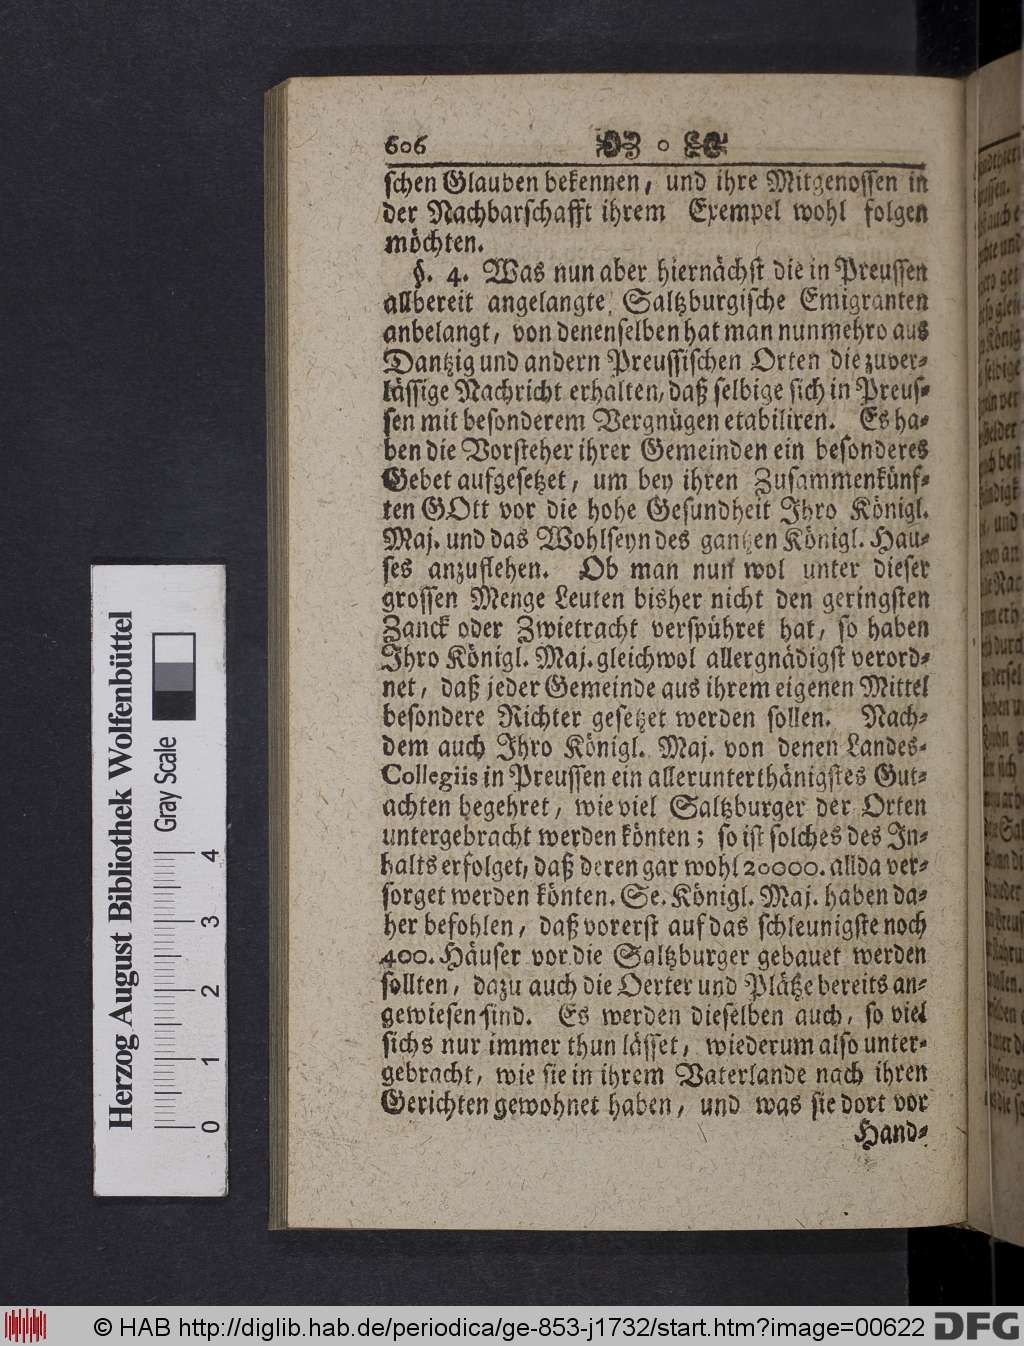 606
schen Glauben bekennen, und ihre Mitgenossen in
der Nachbarschafft ihrem Exempel wohl folgen
möchten.
§. 4. Was nun aber hiernächst die in Preussen
allbereit angelangte Saltzburgische Emigranten
anbelangt, von denenselben hat man nunmehro aus
Dantzig und andern Preussischen Orten die zuver-
lässige Nachricht erhalten, daß selbige sich in Preus-
sen mit besonderem Vergnügen etabiliren. Es ha-
ben die Vorsteher ihrer Gemeinden ein besonderes
Gebet aufgesetzet, um bey ihren Zusammenkünf-
ten GOtt vor die hohe Gesundheit Ihro Königl.
Maj. und das Wohlseyn des gantzen Königl. Hau-
ses anzuflehen. Ob man nun wol unter dieser
grossen Menge Leuten bisher nicht den geringsten
Zanck oder Zwietracht verspühret hat, so haben
Ihro Königl. Maj. gleichwol allergnädigst verord-
net, daß jeder Gemeinde aus ihrem eigenen Mittel
besondere Richter gesetzet werden sollen. Nach-
dem auch Ihro Königl. Maj. von denen Landes-
Collegiis in Preussen ein allerunterthänigstes Gut-
achten begehret, wie viel Saltzburger der Orten
untergebracht werden könten; so ist solches des In-
halts erfolget, daß deren gar wohl 20000. allda ver-
sorget werden könten. Se. Königl. Maj. haben da-
her befohlen, daß vorerst auf das schleunigste noch
400. Häuser vor die Saltzburger gebauet werden
sollten, dazu auch die Oerter und Plätze bereits an-
gewiesen sind. Es werden dieselben auch, so viel
sichs nur immer thun lässet, wiederum also unter-
gebracht, wie sie in ihrem Vaterlande nach ihren
Gerichten gewohnet haben, und was sie dort vor
Hand-
Herzog August Bibliothek Wolfenbüttel
Gray Scale
0 1 2 3 4
© HAB http://diglib.hab.de/periodica/ge-853-j1732/start.htm?image=00622
DFG